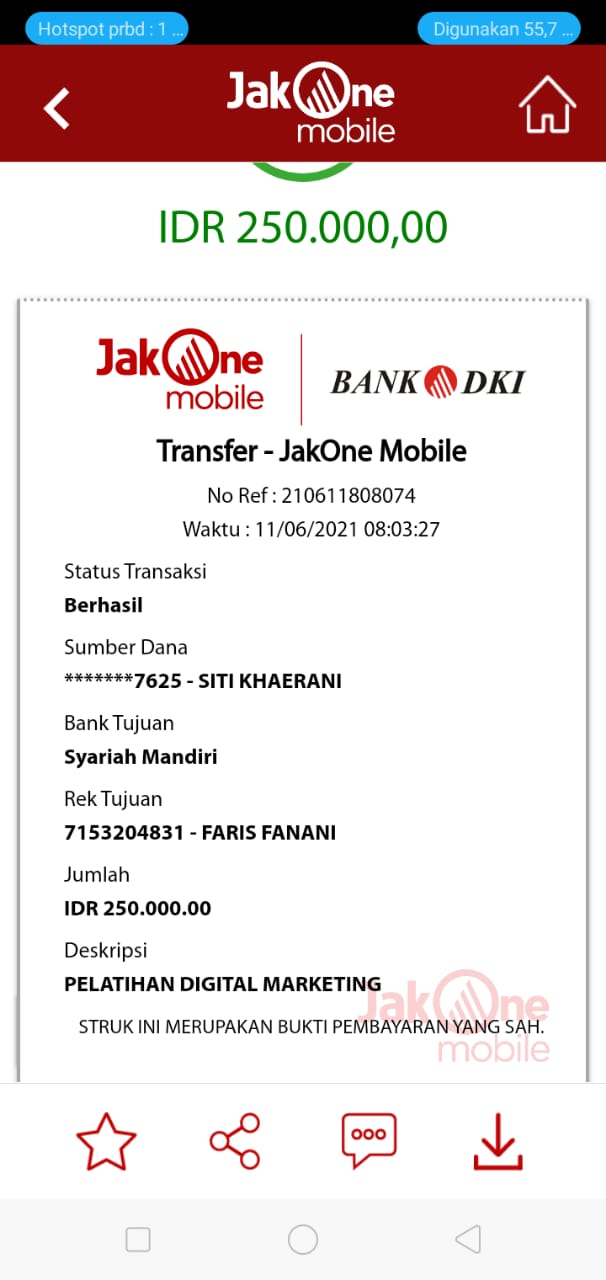 Hotspot prbd : 1 ...
Digunakan 55,7 ...
JakOne
mobile
IDR 250.000,00
JakOne
mobile
BANK DKI
Transfer - JakOne Mobile
No Ref : 210611808074
Waktu : 11/06/2021 08:03:27
Status Transaksi
Berhasil
Sumber Dana
*******7625 - SITI KHAERANI
Bank Tujuan
Syariah Mandiri
Rek Tujuan
7153204831 - FARIS FANANI
Jumlah
IDR 250.000.00
Deskripsi
PELATIHAN DIGITAL MARKETING
JakOne
mobile
STRUK INI MERUPAKAN BUKTI PEMBAYARAN YANG SAH.